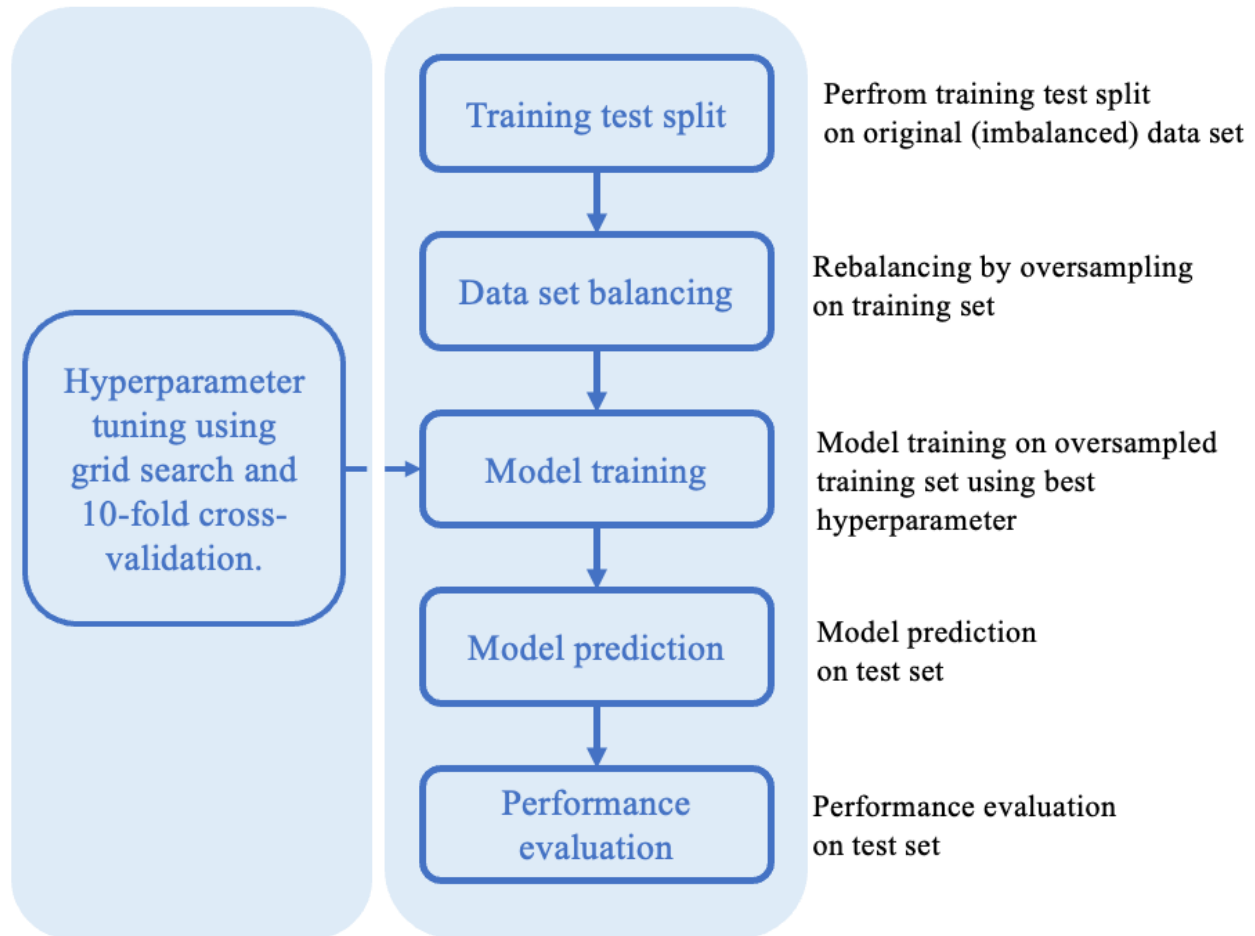 Training test split
Perfrom training test split
on original (imbalanced) data set
Data set balancing
Rebalancing by oversampling
on training set
Hyperparameter
tuning using
grid search and
10-fold cross-
validation.
Model training
Model training on oversampled
training set using best
hyperparameter
Model prediction
Model prediction
on test set
Performance
evaluation
Performance evaluation
on test set